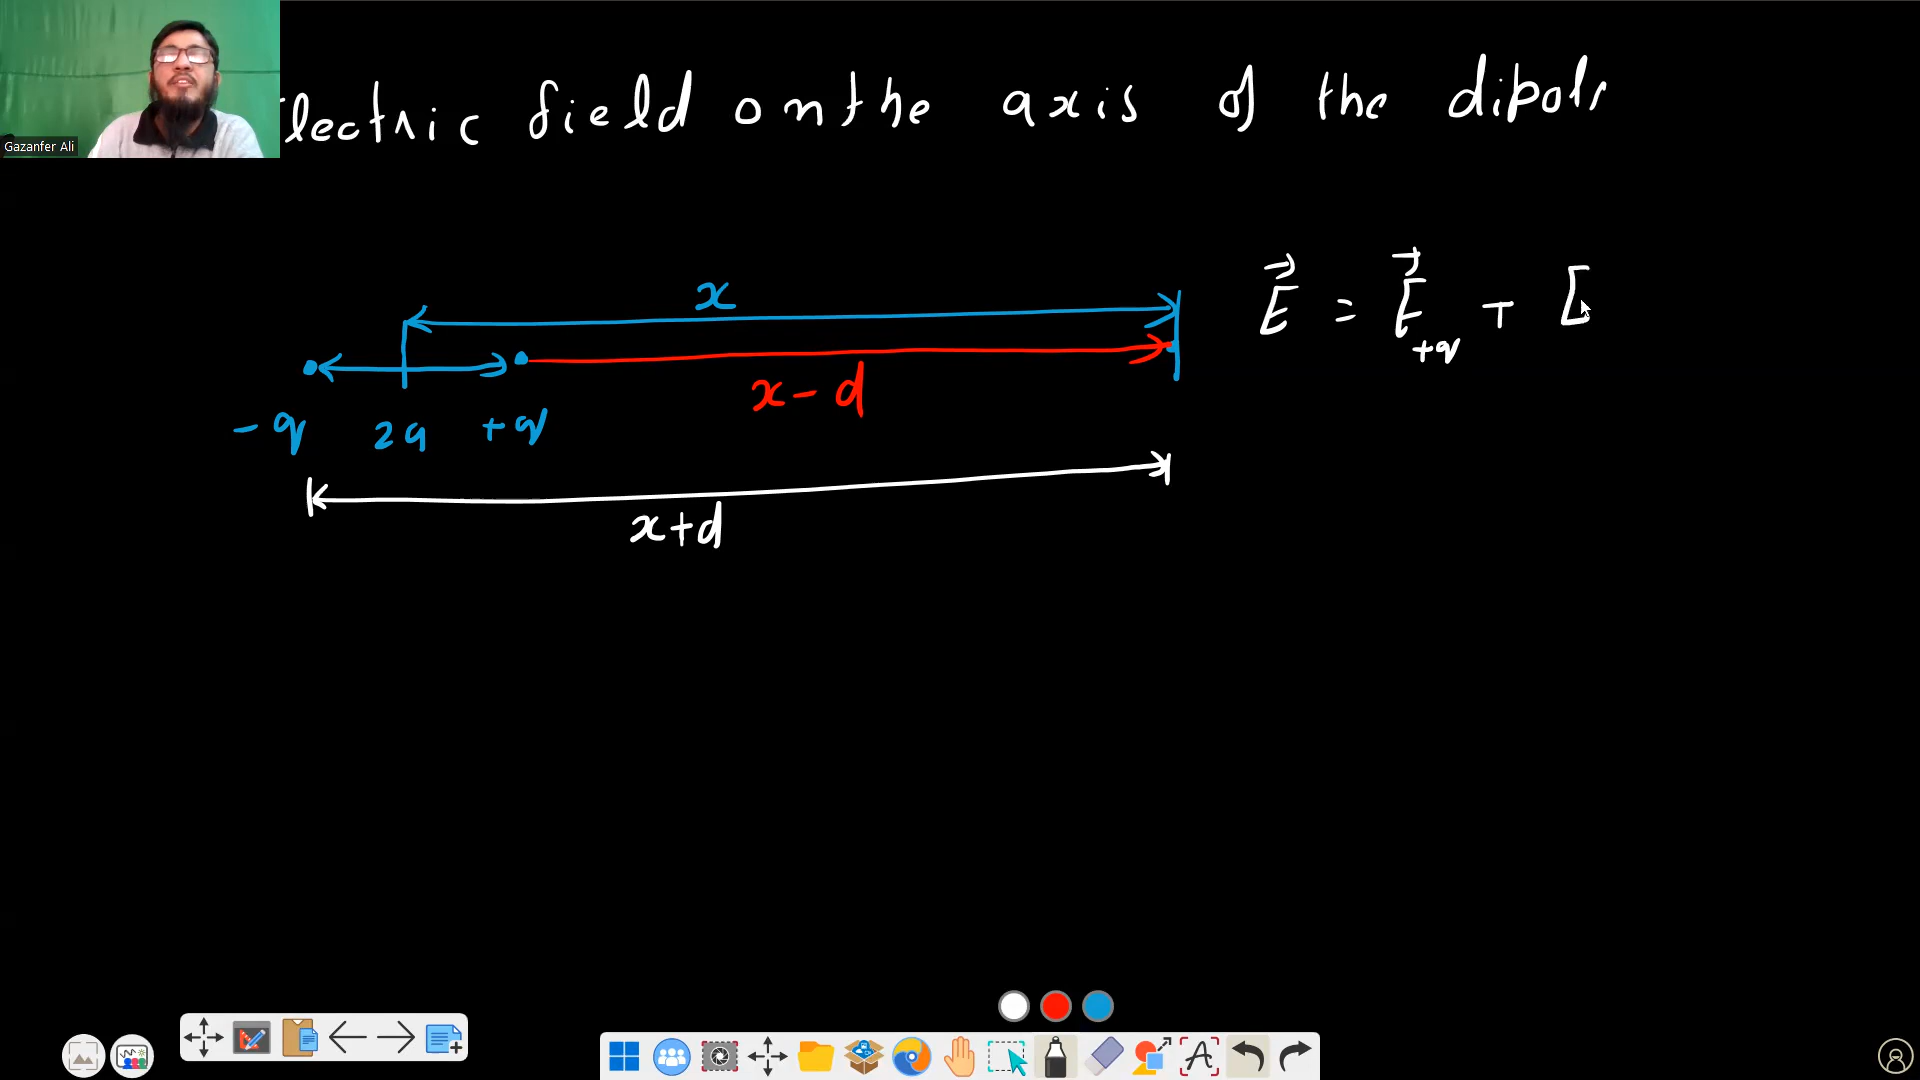 Gazanfer Ali
lectric field on the axis of the dipole
x
E = E+q + E
x - d
-q 2a +q
x+d